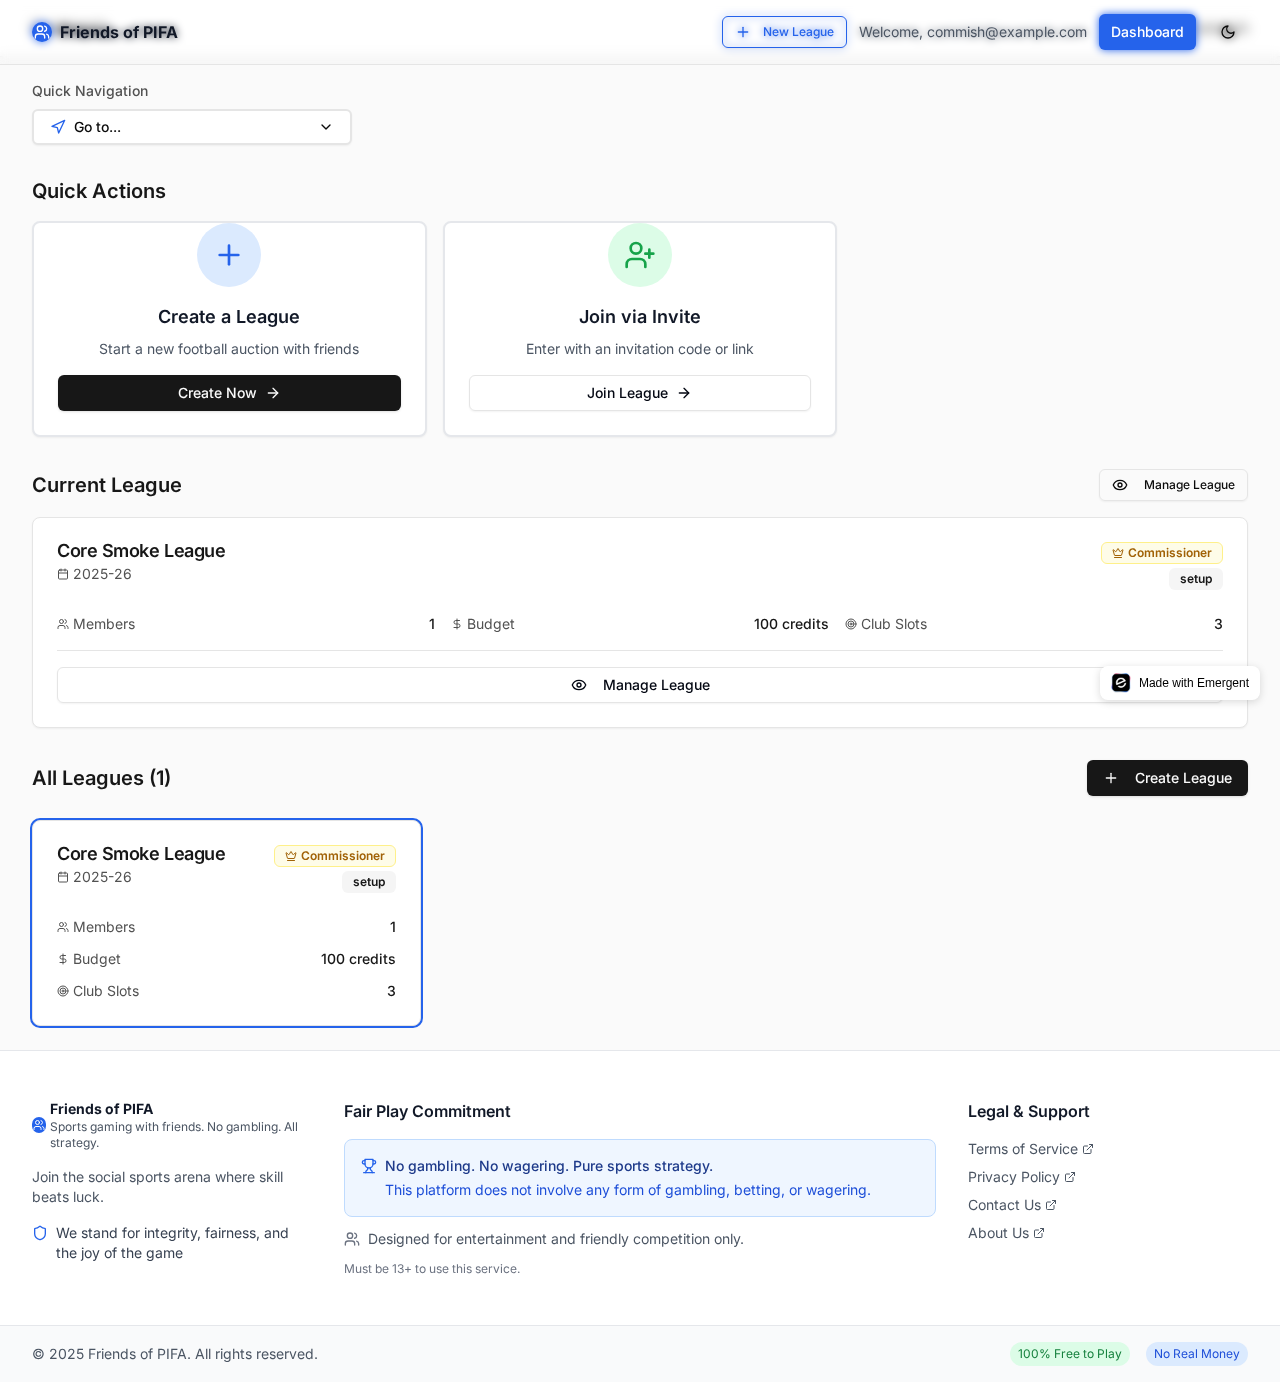 Friends of PIFA
New League
Welcome, commish@example.com
Dashboard
Quick Navigation
Go to...
Quick Actions
Create a League
Start a new football auction with friends
Create Now
Join via Invite
Enter with an invitation code or link
Join League
Current League
Manage League
Core Smoke League
2025-26
Commissioner
setup
Members 1
Budget 100 credits
Club Slots 3
Manage League
Made with Emergent
All Leagues (1)
Create League
Core Smoke League
2025-26
Commissioner
setup
Members 1
Budget 100 credits
Club Slots 3
Friends of PIFA
Sports gaming with friends. No gambling. All
strategy.
Join the social sports arena where skill
beats luck.
We stand for integrity, fairness, and
the joy of the game
Fair Play Commitment
No gambling. No wagering. Pure sports strategy.
This platform does not involve any form of gambling, betting, or wagering.
Designed for entertainment and friendly competition only.
Must be 13+ to use this service.
Legal & Support
Terms of Service
Privacy Policy
Contact Us
About Us
© 2025 Friends of PIFA. All rights reserved.
100% Free to Play
No Real Money